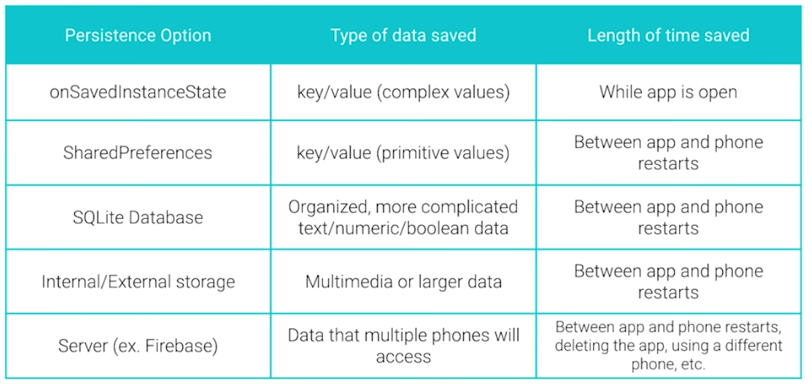 Persistence Option
Type of data saved
Length of time saved
onSavedInstanceState
key/value (complex values)
While app is open
SharedPreferences
key/value (primitive values)
Between app and phone
restarts
SQLite Database
Organized, more complicated
text/numeric/boolean data
Between app and phone
restarts
Internal/External storage
Multimedia or larger data
Between app and phone
restarts
Server (ex. Firebase)
Data that multiple phones will
access
Between app and phone restarts,
deleting the app, using a different
phone, etc.